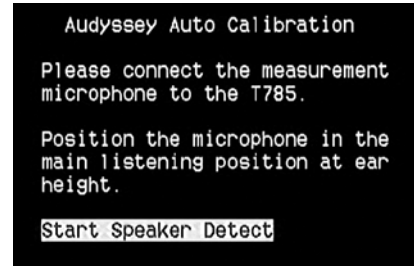 Audyssey Auto Calibration
Please connect the measurement
microphone to the T785.
Position the microphone in the
main listening position at ear
height.
Start Speaker Detect